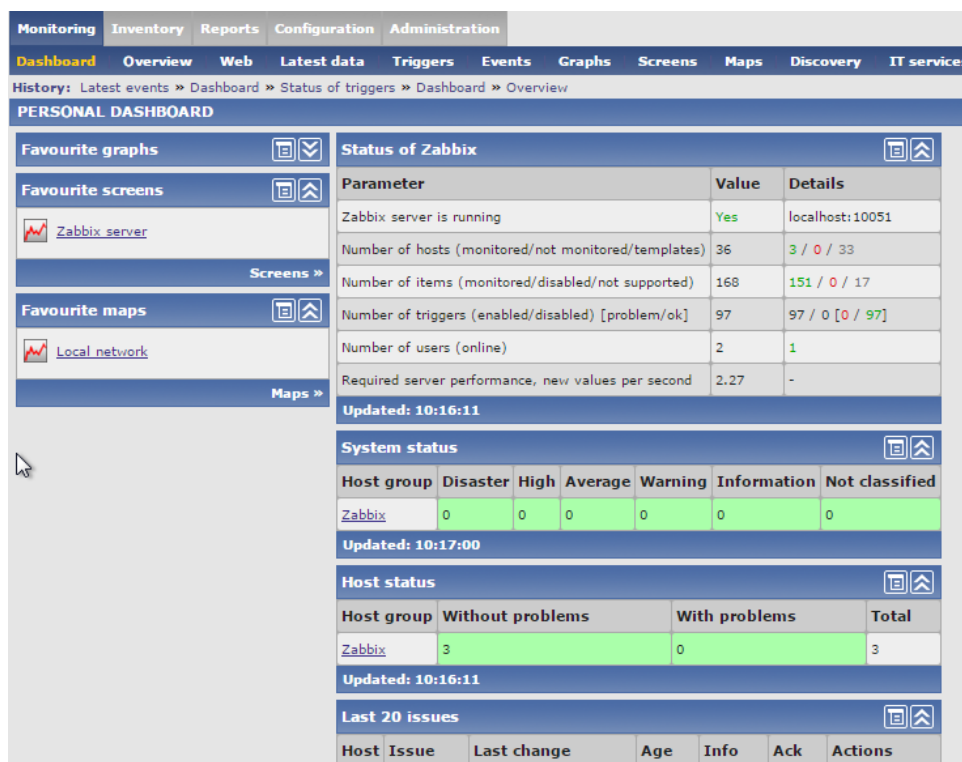 Monitoring Inventory Reports Configuration Administration
Dashboard Overview Web Latest data Triggers Events Graphs Screens Maps Discovery IT service
History: Latest events » Dashboard » Status of triggers » Dashboard » Overview
PERSONAL DASHBOARD
Favourite graphs
Favourite screens
Zabbix server
Screens »
Favourite maps
Local network
Maps »
Status of Zabbix
Parameter Value Details
Zabbix server is running Yes localhost:10051
Number of hosts (monitored/not monitored/templates) 36 3 / 0 / 33
Number of items (monitored/disabled/not supported) 168 151 / 0 / 17
Number of triggers (enabled/disabled) [problem/ok] 97 97 / 0 [0 / 97]
Number of users (online) 2 1
Required server performance, new values per second 2.27 -
Updated: 10:16:11
System status
Host group Disaster High Average Warning Information Not classified
Zabbix 0 0 0 0 0 0
Updated: 10:17:00
Host status
Host group Without problems With problems Total
Zabbix 3 0 3
Updated: 10:16:11
Last 20 issues
Host Issue Last change Age Info Ack Actions